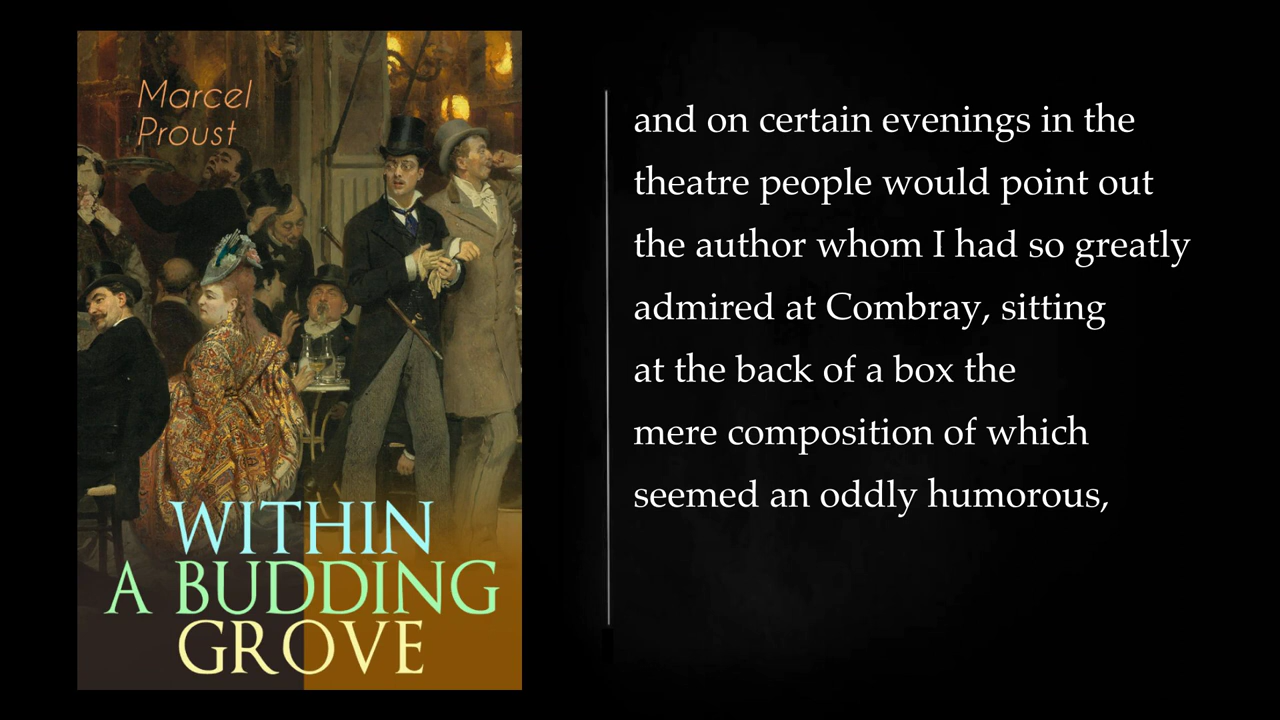 Marcel
Proust
WITHIN
A BUDDING
GROVE
and on certain evenings in the
theatre people would point out
the author whom I had so greatly
admired at Combray, sitting
at the back of a box the
mere composition of which
seemed an oddly humorous,